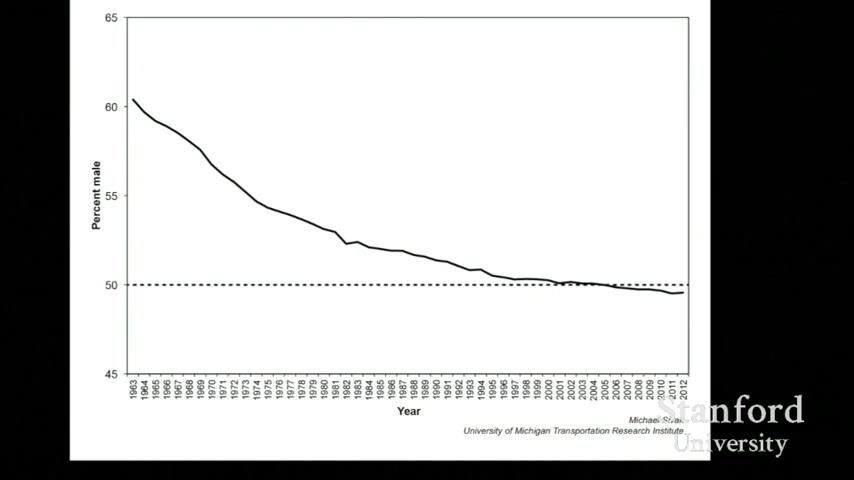 65
60
55
50
45
Percent male
1963 1964 1965 1966 1967 1968 1969 1970 1971 1972 1973 1974 1975 1976 1977 1978 1979 1980 1981 1982 1983 1984 1985 1986 1987 1988 1989 1990 1991 1992 1993 1994 1995 1996 1997 1998 1999 2000 2001 2002 2003 2004 2005 2006 2007 2008 2009 2010 2011 2012
Year
Michael
University of Michigan Transportation Research Institute
Stanford
University